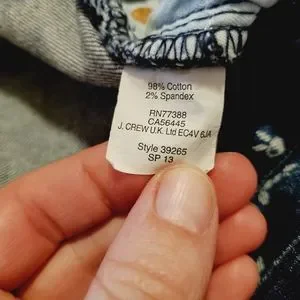 98% Cotton
2% Spandex
RN77388
CA56445
J. CREW U.K. Ltd EC4V 6JA
Style 39265
SP 13